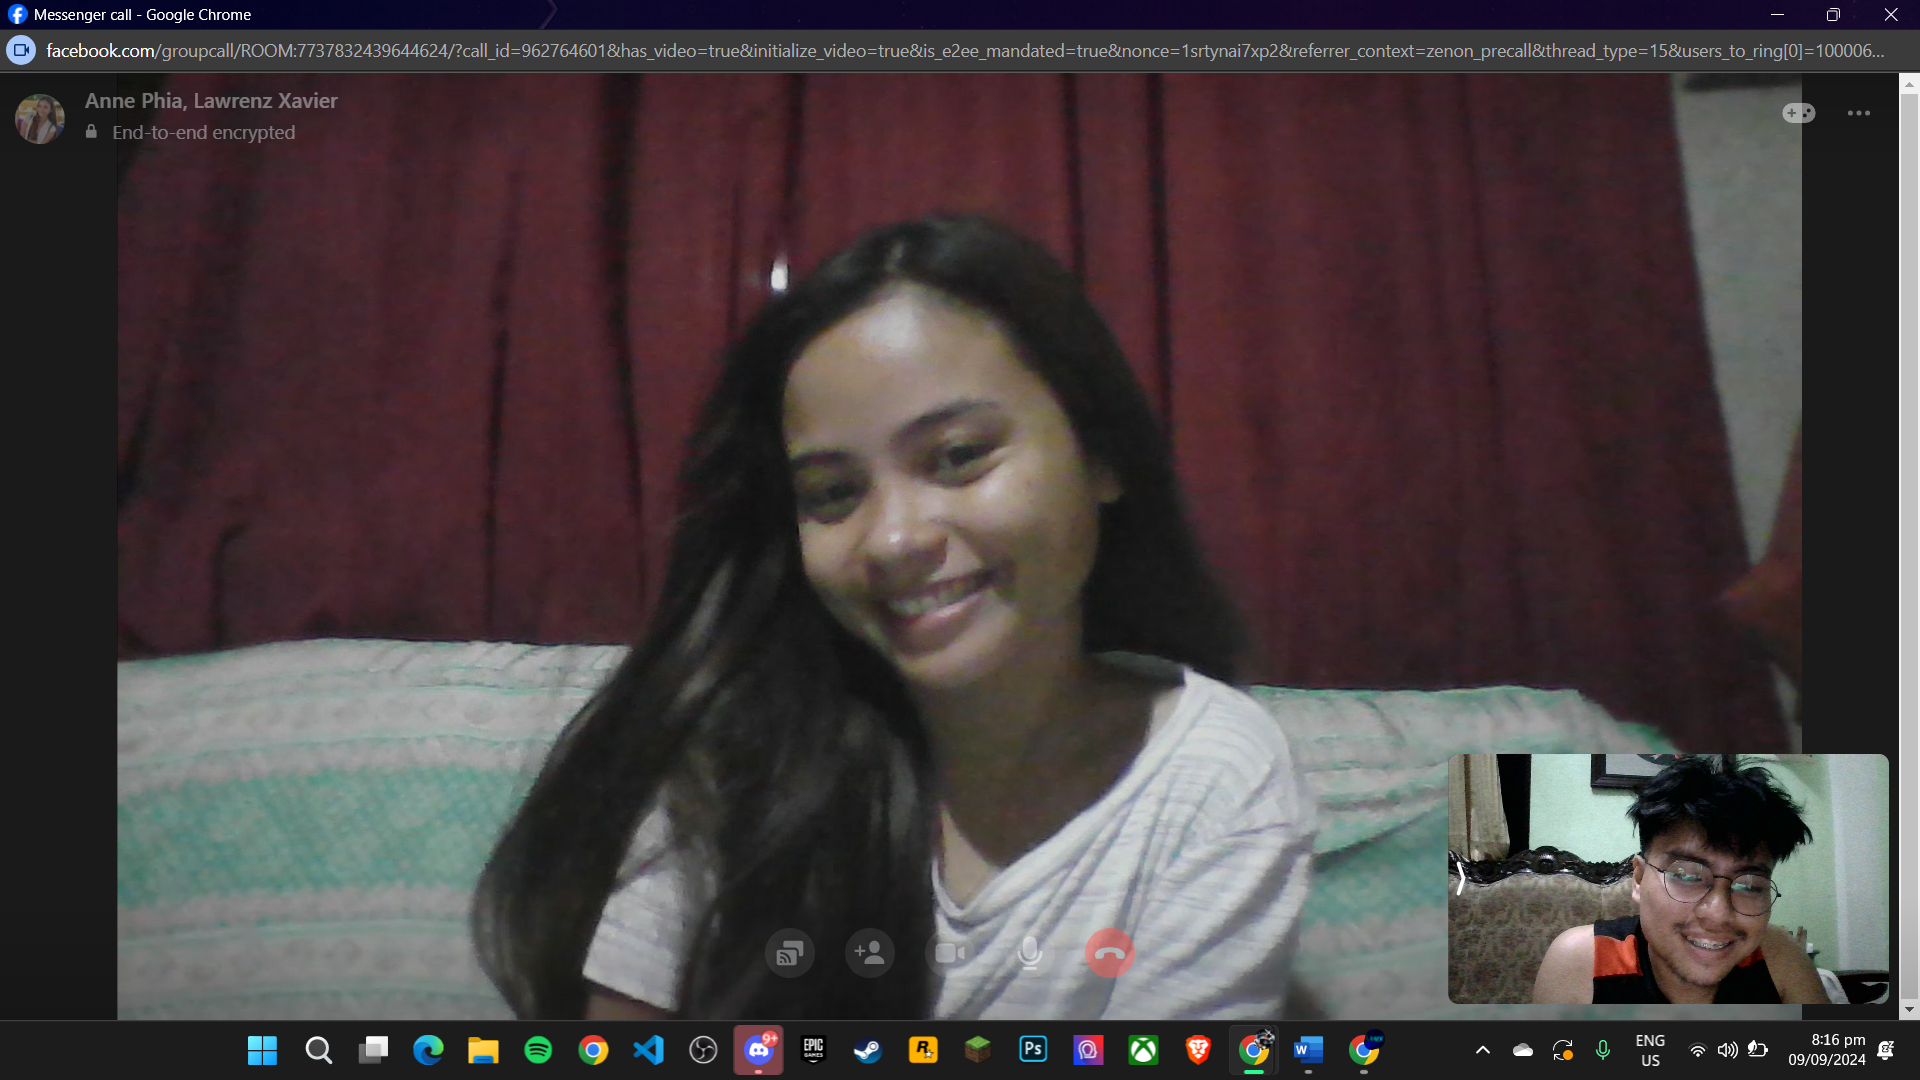 Messenger call - Google Chrome
facebook.com/groupcall/ROOM:7737832439644624/?call_id=962764601&has_video=true&initialize_video=true&is_e2ee_mandated=true&nonce=1srtynai7xp2&referrer_context=zenon_precall&thread_type=15&users_to_ring[0]=100006...
Anne Phia, Lawrenz Xavier
End-to-end encrypted
9+
EPIC
GAMES
R
Ps
W
ENG
US
8:16 pm
09/09/2024